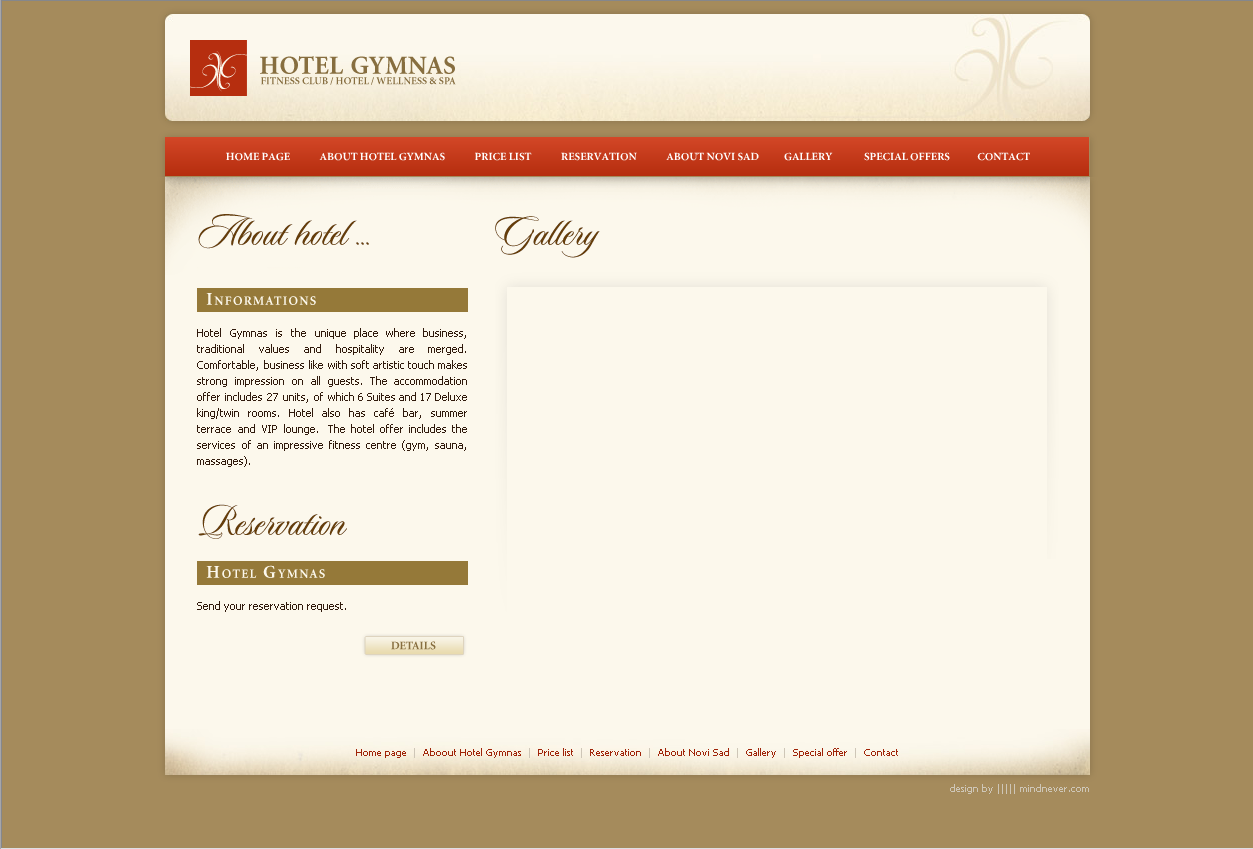 HOTEL GYMNAS
FITNESS CLUB / HOTEL / WELLNESS & SPA
HOME PAGE ABOUT HOTEL GYMNAS PRICE LIST RESERVATION ABOUT NOVI SAD GALLERY SPECIAL OFFERS CONTACT
About hotel ...
Gallery
INFORMATIONS
Hotel Gymnas is the unique place where business,
traditional values and hospitality are merged.
Comfortable, business like with soft artistic touch makes
strong impression on all guests. The accommodation
offer includes 27 units, of which 6 Suites and 17 Deluxe
king/twin rooms. Hotel also has café bar, summer
terrace and VIP lounge. The hotel offer includes the
services of an impressive fitness centre (gym, sauna,
massages).
Reservation
HOTEL GYMNAS
Send your reservation request.
DETAILS
Home page | Aboout Hotel Gymnas | Price list | Reservation | About Novi Sad | Gallery | Special offer | Contact
design by ||||| mindnever.com